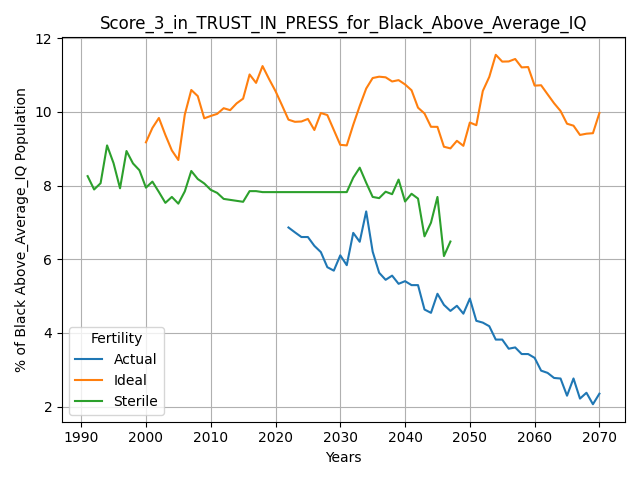 Score_3_in_TRUST_IN_PRESS_for_Black_Above_Average_IQ
% of Black Above_Average_IQ Population
12
10
8
6
4
2
Fertility
Actual
Ideal
Sterile
1990 2000 2010 2020 2030 2040 2050 2060 2070
Years